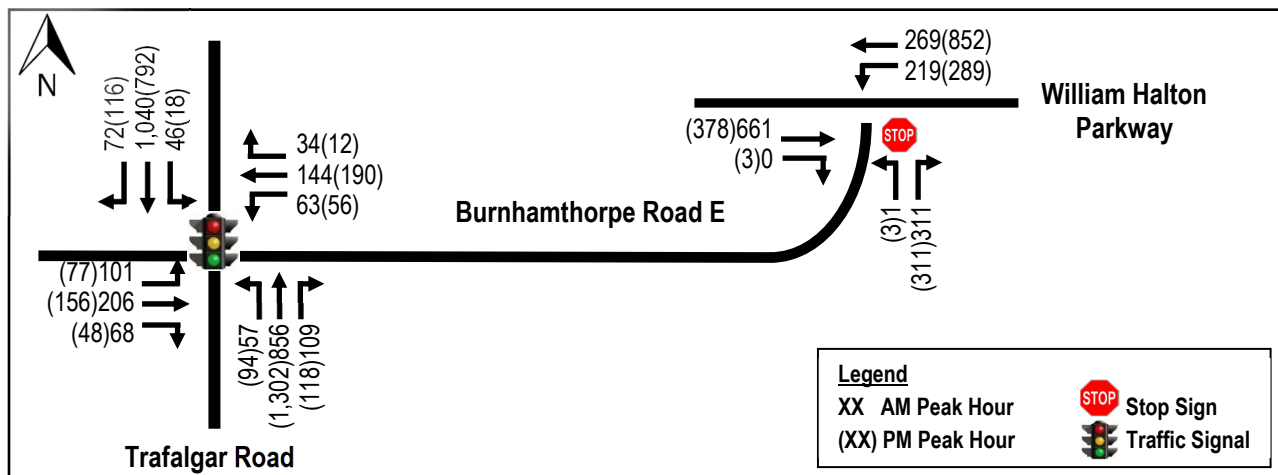 N
72(116)
1,040(792)
46(18)
34(12)
144(190)
63(56)
(77)101
(156)206
(48)68
(94)57
(1,302)856
(118)109
Trafalgar Road
Burnhamthorpe Road E
269(852)
219(289)
William Halton
Parkway
(378)661
(3)0
STOP
(3)1
(311)311
Legend
XX AM Peak Hour
STOP Stop Sign
(XX) PM Peak Hour
Traffic Signal